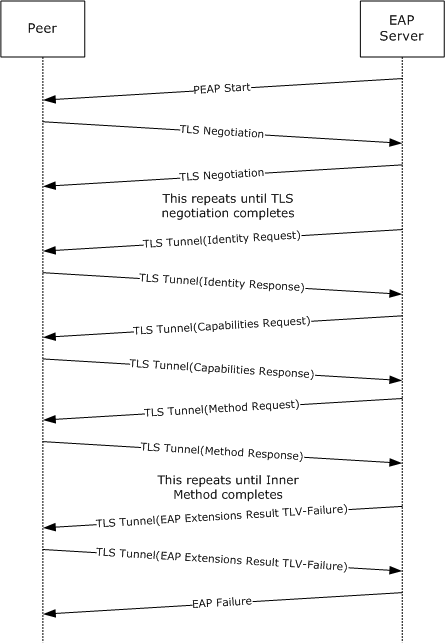 Peer
EAP
Server
PEAP Start
TLS Negotiation
TLS Negotiation
This repeats until TLS
negotiation completes
TLS Tunnel(Identity Request)
TLS Tunnel(Identity Response)
TLS Tunnel(Capabilities Request)
TLS Tunnel(Capabilities Response)
TLS Tunnel(Method Request)
TLS Tunnel(Method Response)
This repeats until Inner
Method completes
TLS Tunnel(EAP Extensions Result TLV-Failure)
TLS Tunnel(EAP Extensions Result TLV-Failure)
EAP Failure